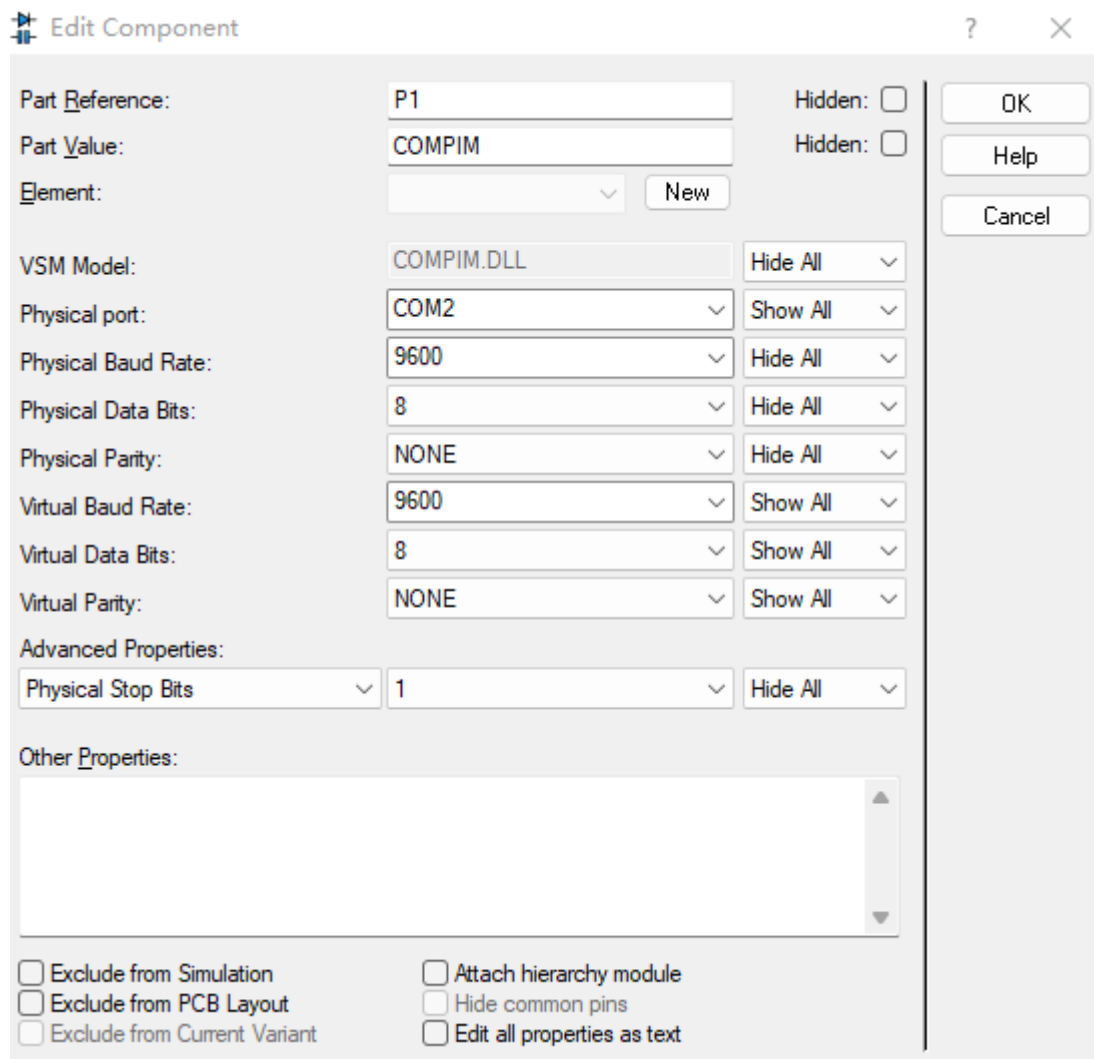 Edit Component ?
Part Reference: P1 Hidden: OK
Part Value: COMPIM Hidden: Help
Element: New Cancel
VSM Model: COMPIM.DLL Hide All
Physical port: COM2 Show All
Physical Baud Rate: 9600 Hide All
Physical Data Bits: 8 Hide All
Physical Parity: NONE Hide All
Virtual Baud Rate: 9600 Show All
Virtual Data Bits: 8 Show All
Virtual Parity: NONE Show All
Advanced Properties:
Physical Stop Bits 1 Hide All
Other Properties:
Exclude from Simulation Attach hierarchy module
Exclude from PCB Layout Hide common pins
Exclude from Current Variant Edit all properties as text